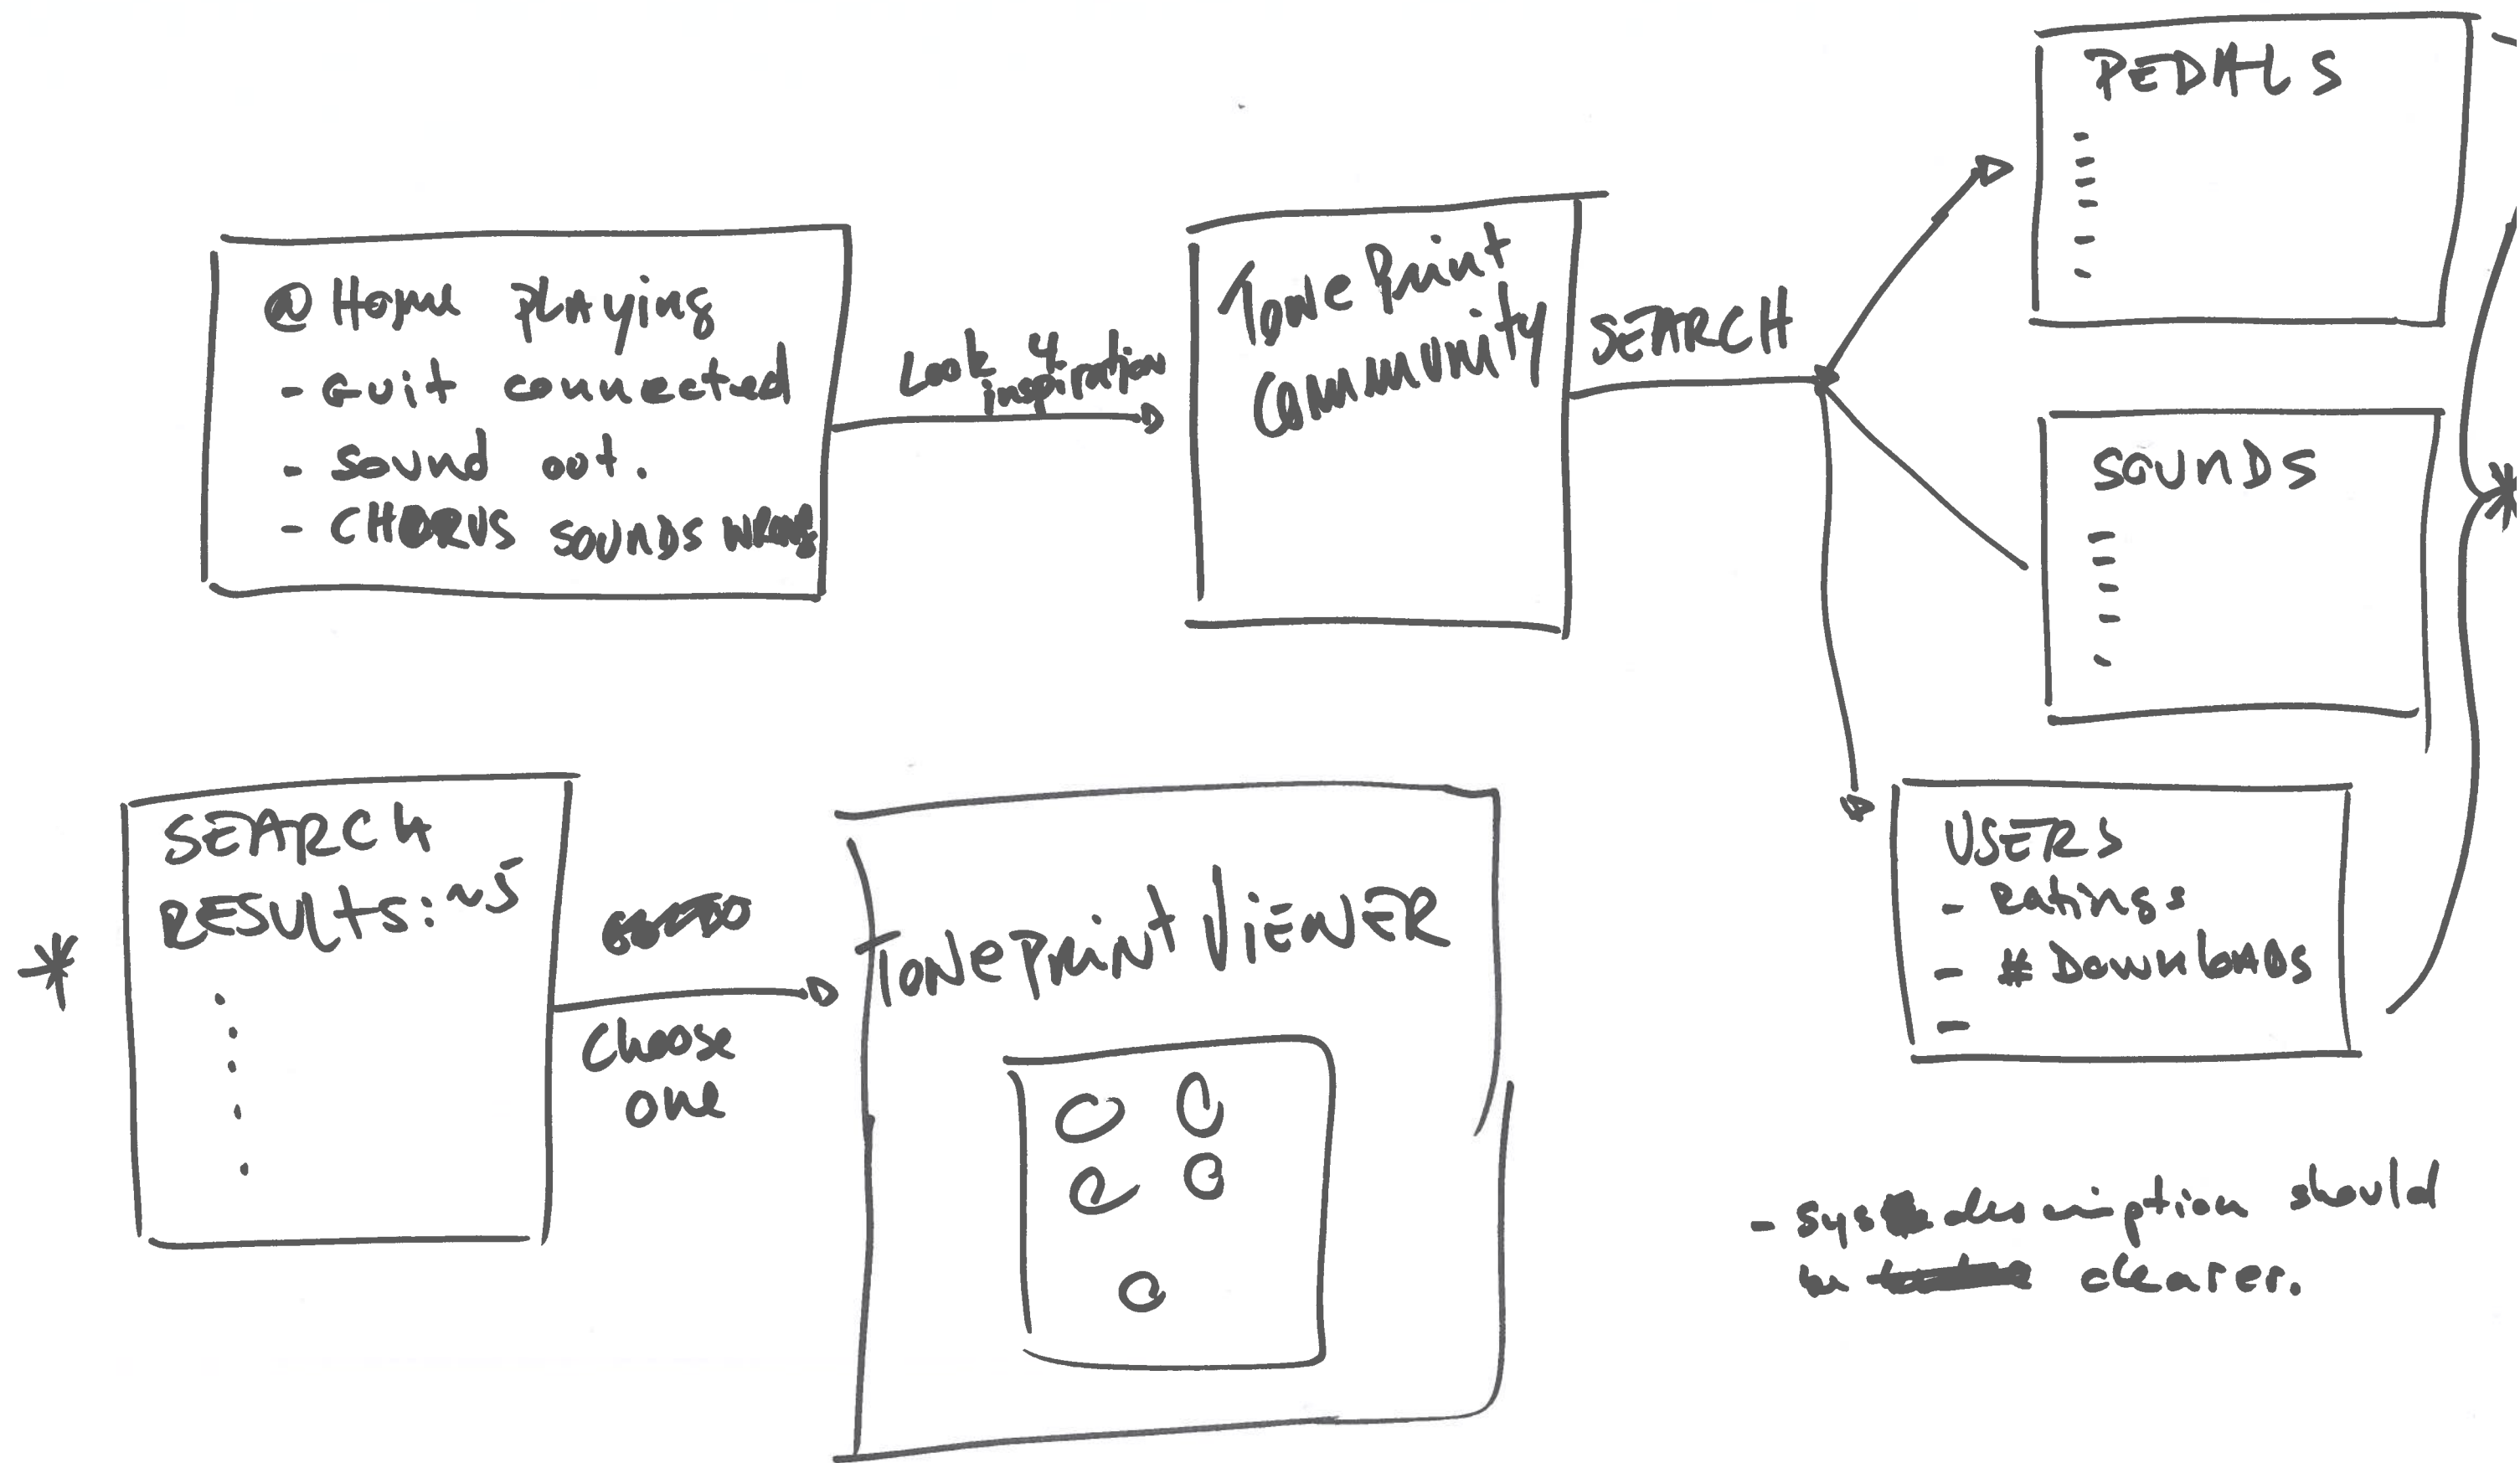 @ Home PLAYing
- Guit connected
- Sound out.
- CHORUS SOUNDS WRONG
Look 4
inspiration
TonePrint
Community
SEARCH
PEDALS
-
-
-
-
-
-
SOUNDS
-
-
-
-
-
USERS
- Ratings
- # DOWNLOADS
-
*
*
SEARCH
RESULTS: ~5
Choose
one
TONEPRINT VIEWER
- sys description should
be clearer.